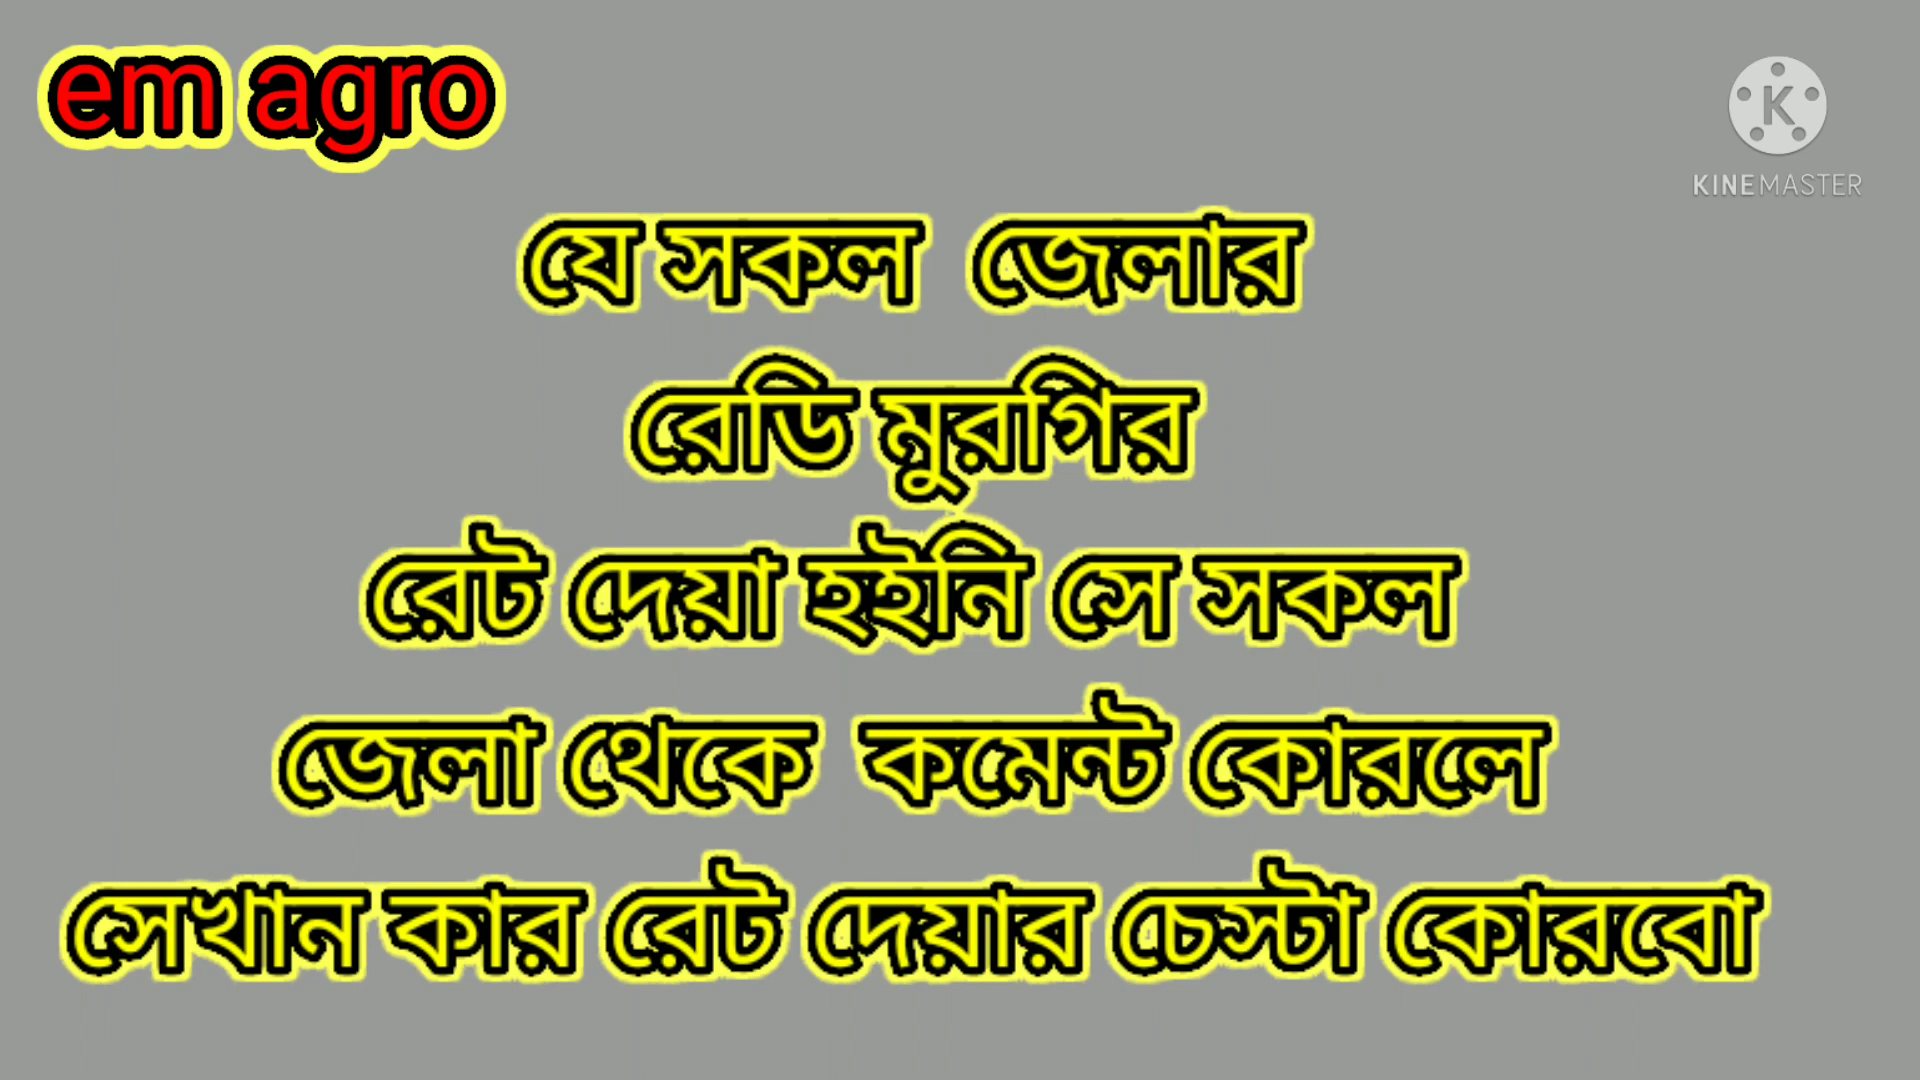 em agro
KINEMASTER
যে সকল জেলার
রেডি মুরগির
রেট দেয়া হইনি সে সকল
জেলা থেকে কমেন্ট কোরলে
সেখান কার রেট দেয়ার চেস্টা কোরবো